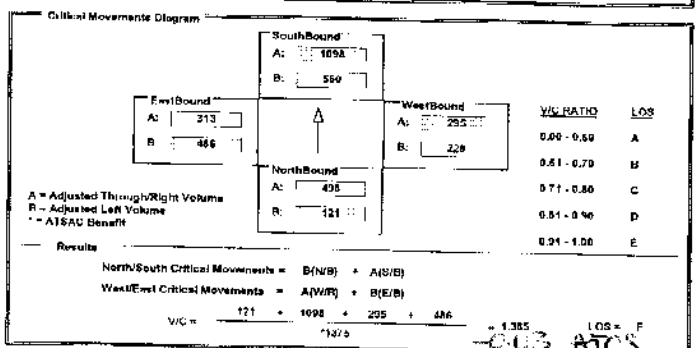 Critical Movements Diagram
SouthBound
A: 1098
B: 560
EastBound
A: 313
B: 486
WestBound
A: 295
B: 228
NorthBound
A: 498
B: 121
A = Adjusted Through/Right Volume
B = Adjusted Left Volume
* = ATSAC Benefit
V/C RATIO LOS
0.00 - 0.60 A
0.61 - 0.70 B
0.71 - 0.80 C
0.81 - 0.90 D
0.91 - 1.00 E
Results
North/South Critical Movements = B(N/B) + A(S/B)
West/East Critical Movements = A(W/B) + B(E/B)
V/C = 121 + 1098 + 295 + 486 = 1.385 LOS = F
*1375